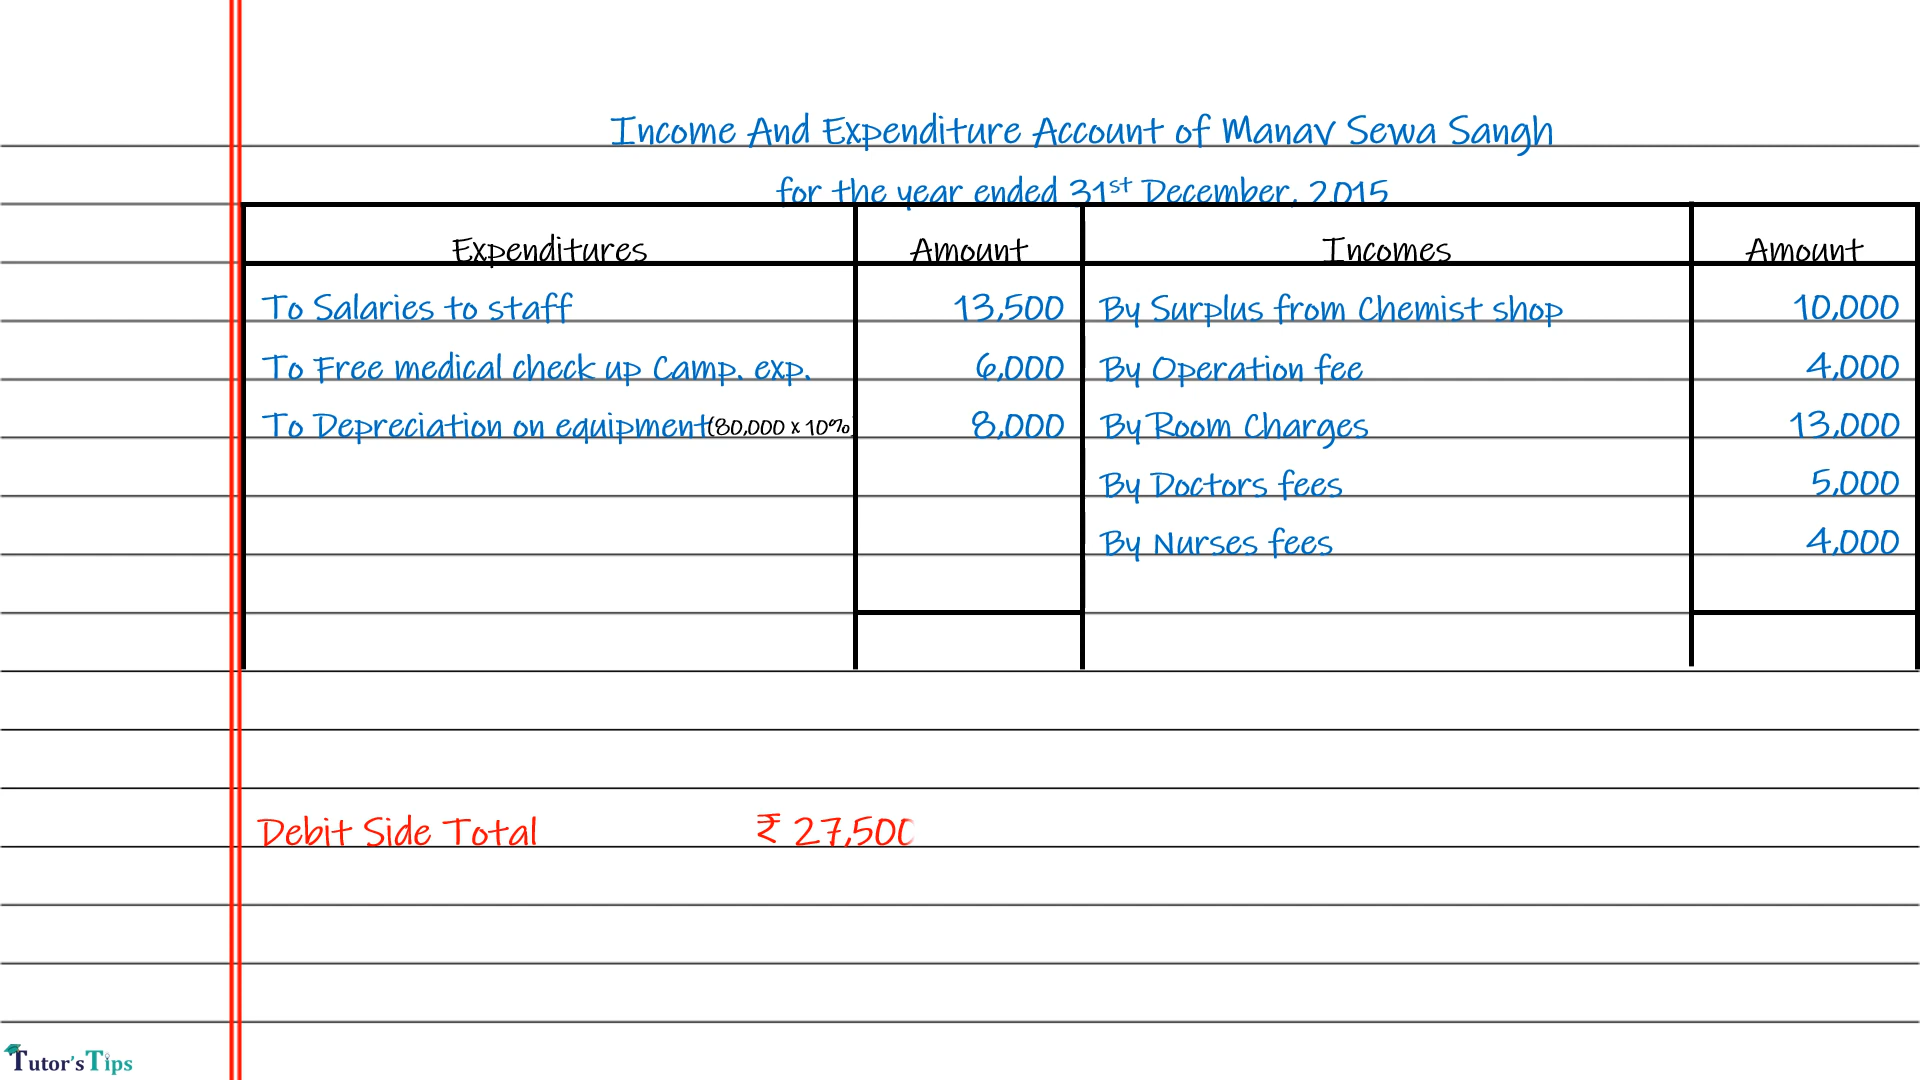 Income And Expenditure Account of Manav Sewa Sangh
for the year ended 31st December, 2015
Expenditures Amount Incomes Amount
To Salaries to staff 13,500 By Surplus from Chemist shop 10,000
To Free medical check up Camp. exp. 6,000 By Operation fee 4,000
To Depreciation on equipment(80,000 x 10%) 8,000 By Room Charges 13,000
By Doctors fees 5,000
By Nurses fees 4,000
Debit Side Total ₹ 27,500
Tutor'sTips